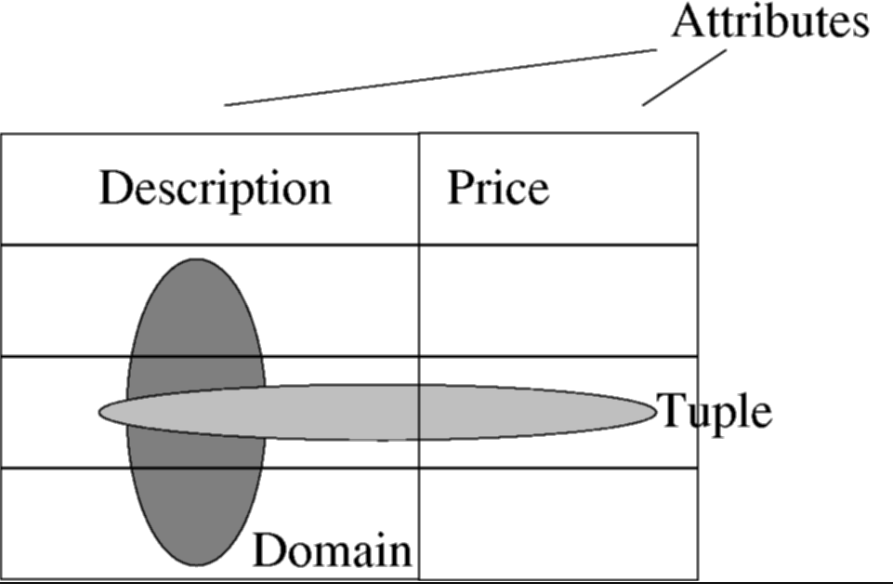 Attributes
Description
Price
Tuple
Domain